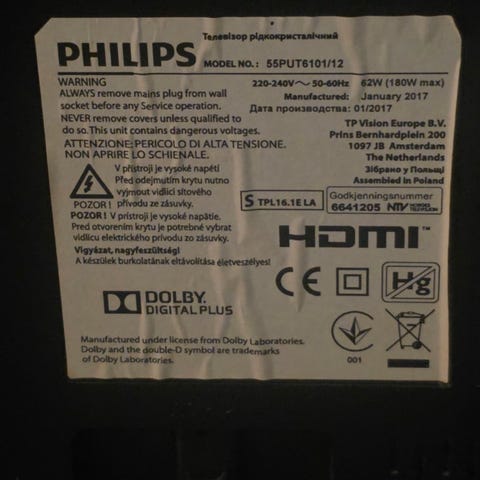 Телевізор рідкокристалічний
PHILIPS MODEL NO.: 55PUT6101/12
WARNING
220-240V~ 50-60Hz 62W (180W max)
ALWAYS remove mains plug from wall
Manufactured: January 2017
socket before any Service operation.
Дата производства: 01/2017
NEVER remove covers unless qualified to
TP Vision Europe B.V.
do so. This unit contains dangerous voltages.
Prins Bernhardplein 200
ATTENZIONE: PERICOLO DI ALTA TENSIONE.
1097 JB Amsterdam
NON APRIRE LO SCHIENALE.
The Netherlands
Зібрано у Польщі
Assembled in Poland
V přístroji je vysoké napětí
Před odejmutím krytu nutno
vyjmout vidlici síťového
POZOR ! přívodu ze zásuvky.
S TPL16.1E LA
Godkjenningsnummer
6641205 NTV
POZOR ! V prístroji je vysoké napätie.
Pred otvorením krytu je potrebné vybrať
vidlicu elektrického prívodu zo zásuvky.
HDMI™
Vigyázat, nagyfeszültség!
A készülek burkolatának eltávolítása életveszélyes!
CE Hg
DOLBY.
DIGITAL PLUS
001
Manufactured under license from Dolby Laboratories.
Dolby and the double-D symbol are trademarks
of Dolby Laboratories.